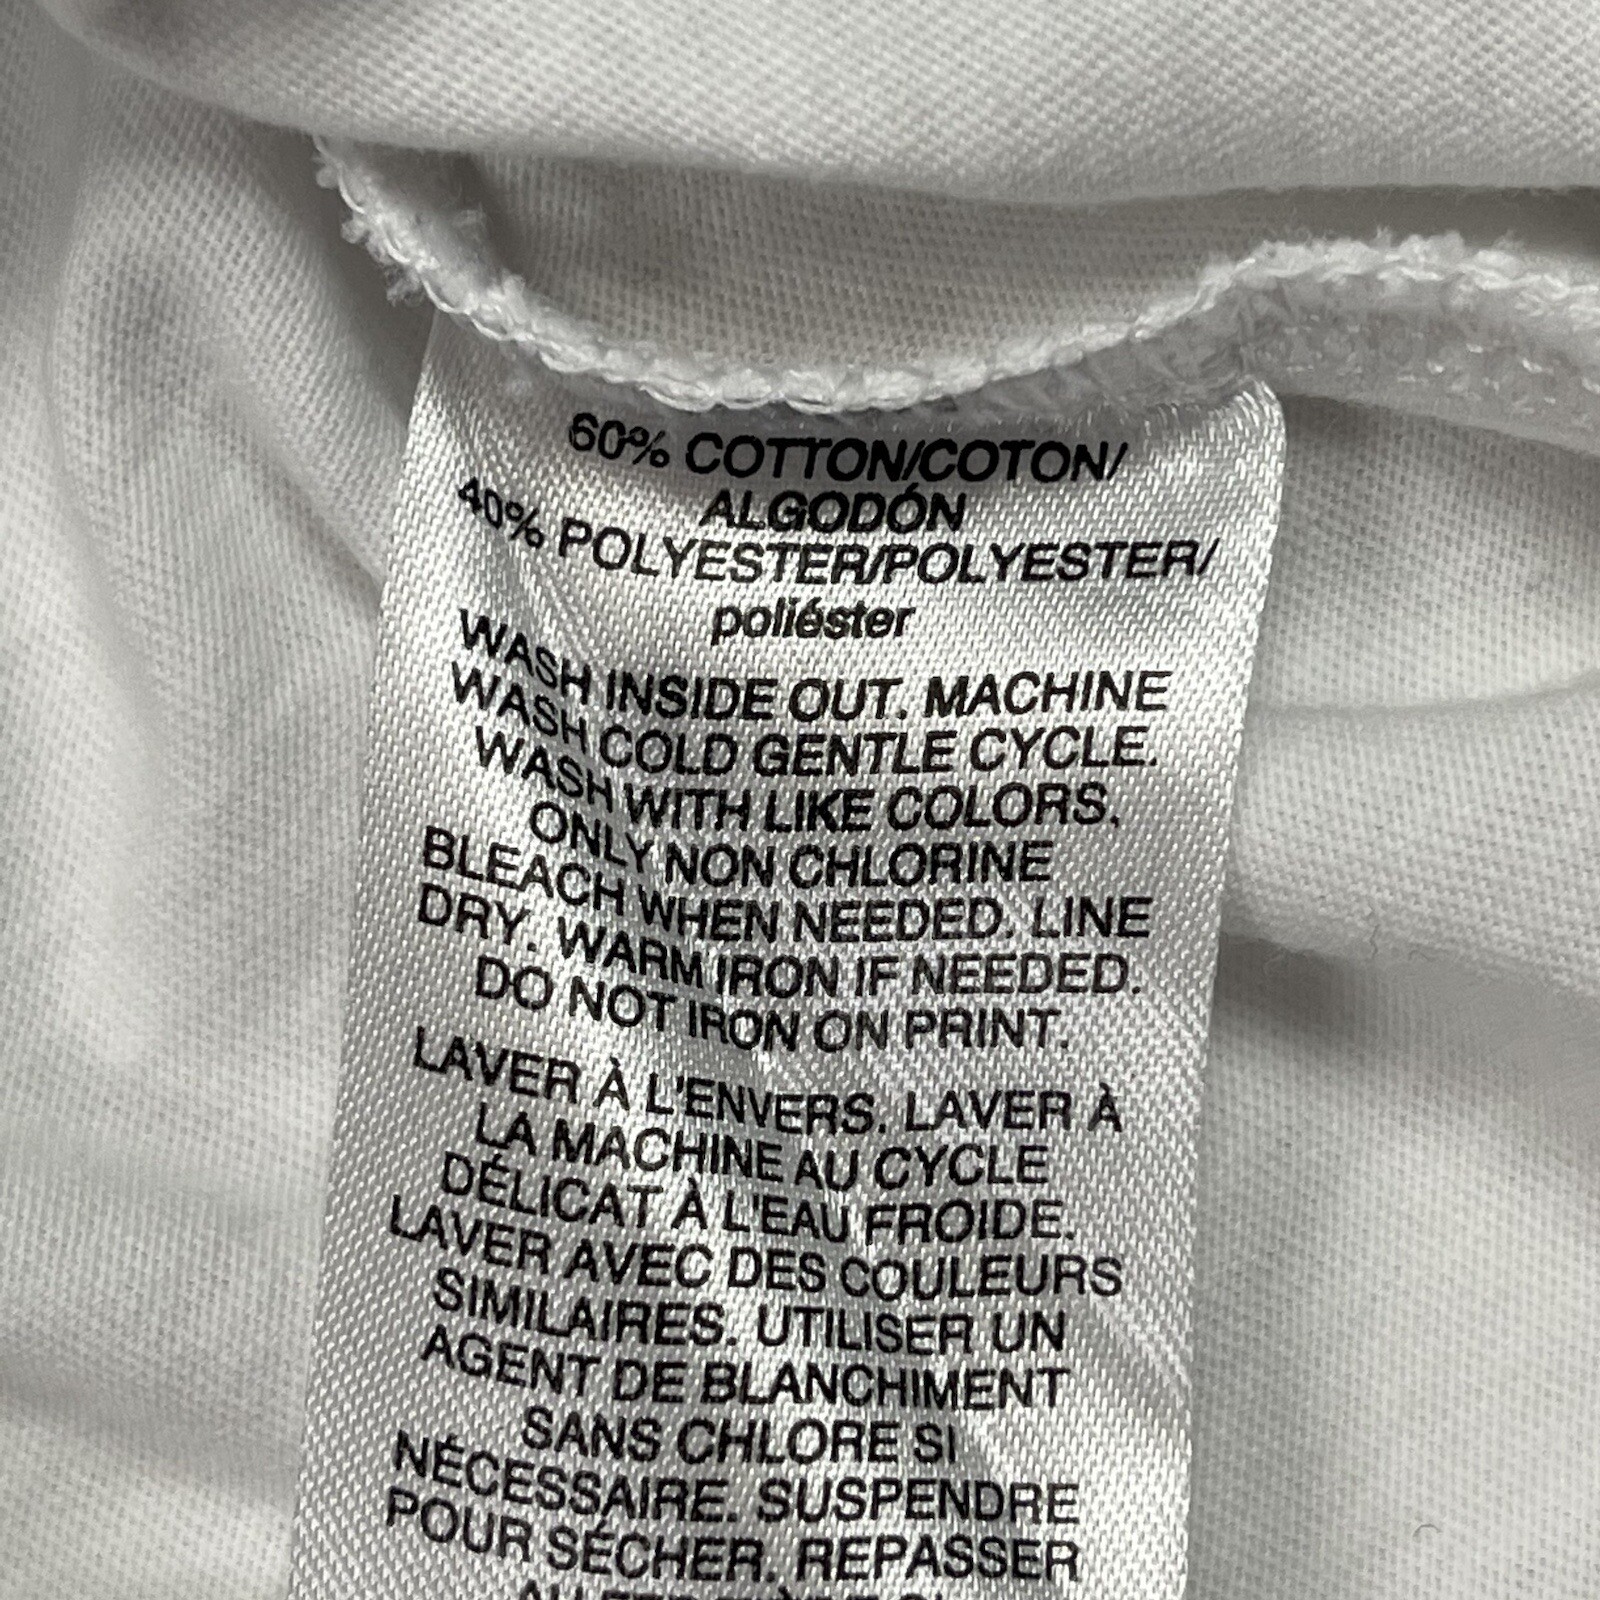 60% COTTON/COTON/
ALGODÓN
40% POLYESTER/POLYESTER/
poliéster
WASH INSIDE OUT. MACHINE
WASH COLD GENTLE CYCLE.
WASH WITH LIKE COLORS,
ONLY NON CHLORINE
BLEACH WHEN NEEDED. LINE
DRY. WARM IRON IF NEEDED.
DO NOT IRON ON PRINT.
LAVER À L'ENVERS. LAVER À
LA MACHINE AU CYCLE
DÉLICAT À L'EAU FROIDE.
LAVER AVEC DES COULEURS
SIMILAIRES. UTILISER UN
AGENT DE BLANCHIMENT
SANS CHLORE SI
NÉCESSAIRE. SUSPENDRE
POUR SÉCHER. REPASSER